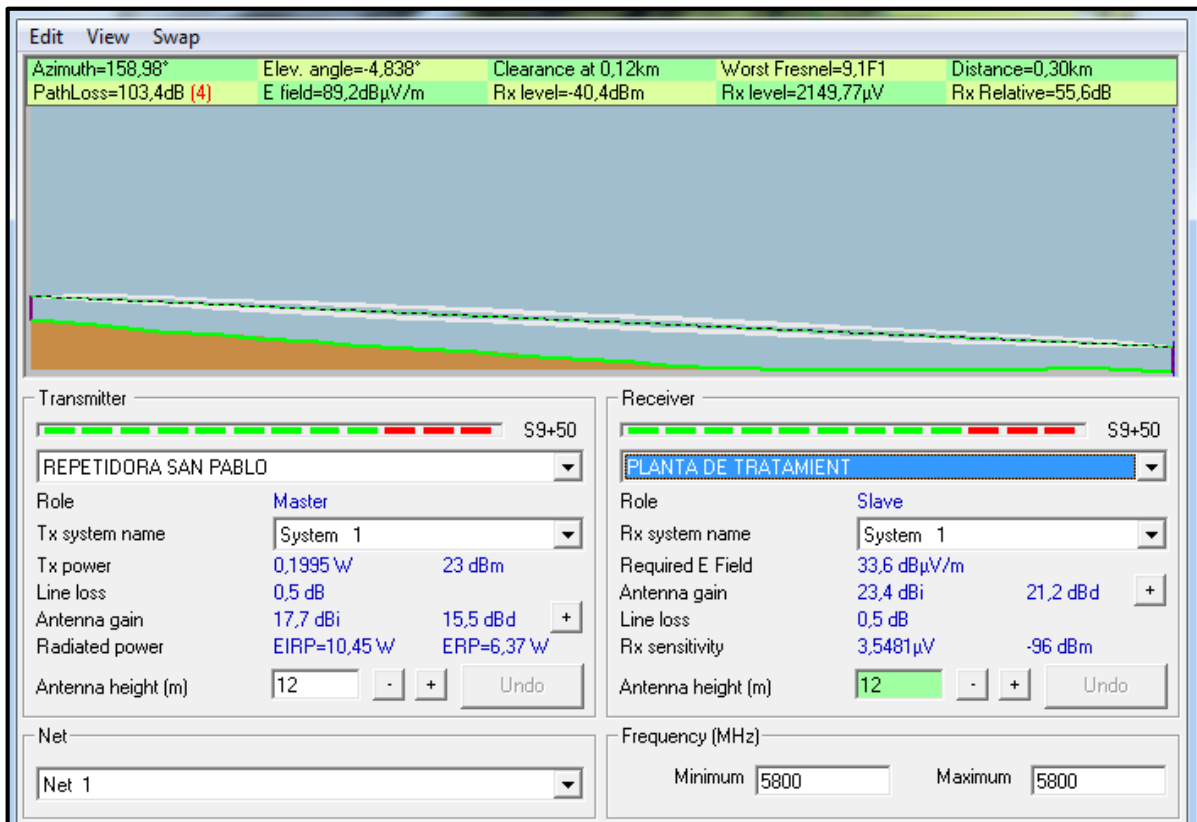 Edit View Swap
Azimuth=158,98° Elev. angle=-4,838° Clearance at 0,12km Worst Fresnel=9,1F1 Distance=0,30km
PathLoss=103,4dB (4) E field=89,2dBµV/m Rx level=-40,4dBm Rx level=2149,77µV Rx Relative=55,6dB
Transmitter
S9+50
REPETIDORA SAN PABLO
Role Master
Tx system name System 1
Tx power 0,1995 W 23 dBm
Line loss 0,5 dB
Antenna gain 17,7 dBi 15,5 dBd +
Radiated power EIRP=10,45 W ERP=6,37 W
Antenna height (m) 12 - + Undo
Net
Net 1
Receiver
S9+50
PLANTA DE TRATAMIENT
Role Slave
Rx system name System 1
Required E Field 33,6 dBµV/m
Antenna gain 23,4 dBi 21,2 dBd +
Line loss 0,5 dB
Rx sensitivity 3,5481µV -96 dBm
Antenna height (m) 12 - + Undo
Frequency (MHz)
Minimum 5800 Maximum 5800